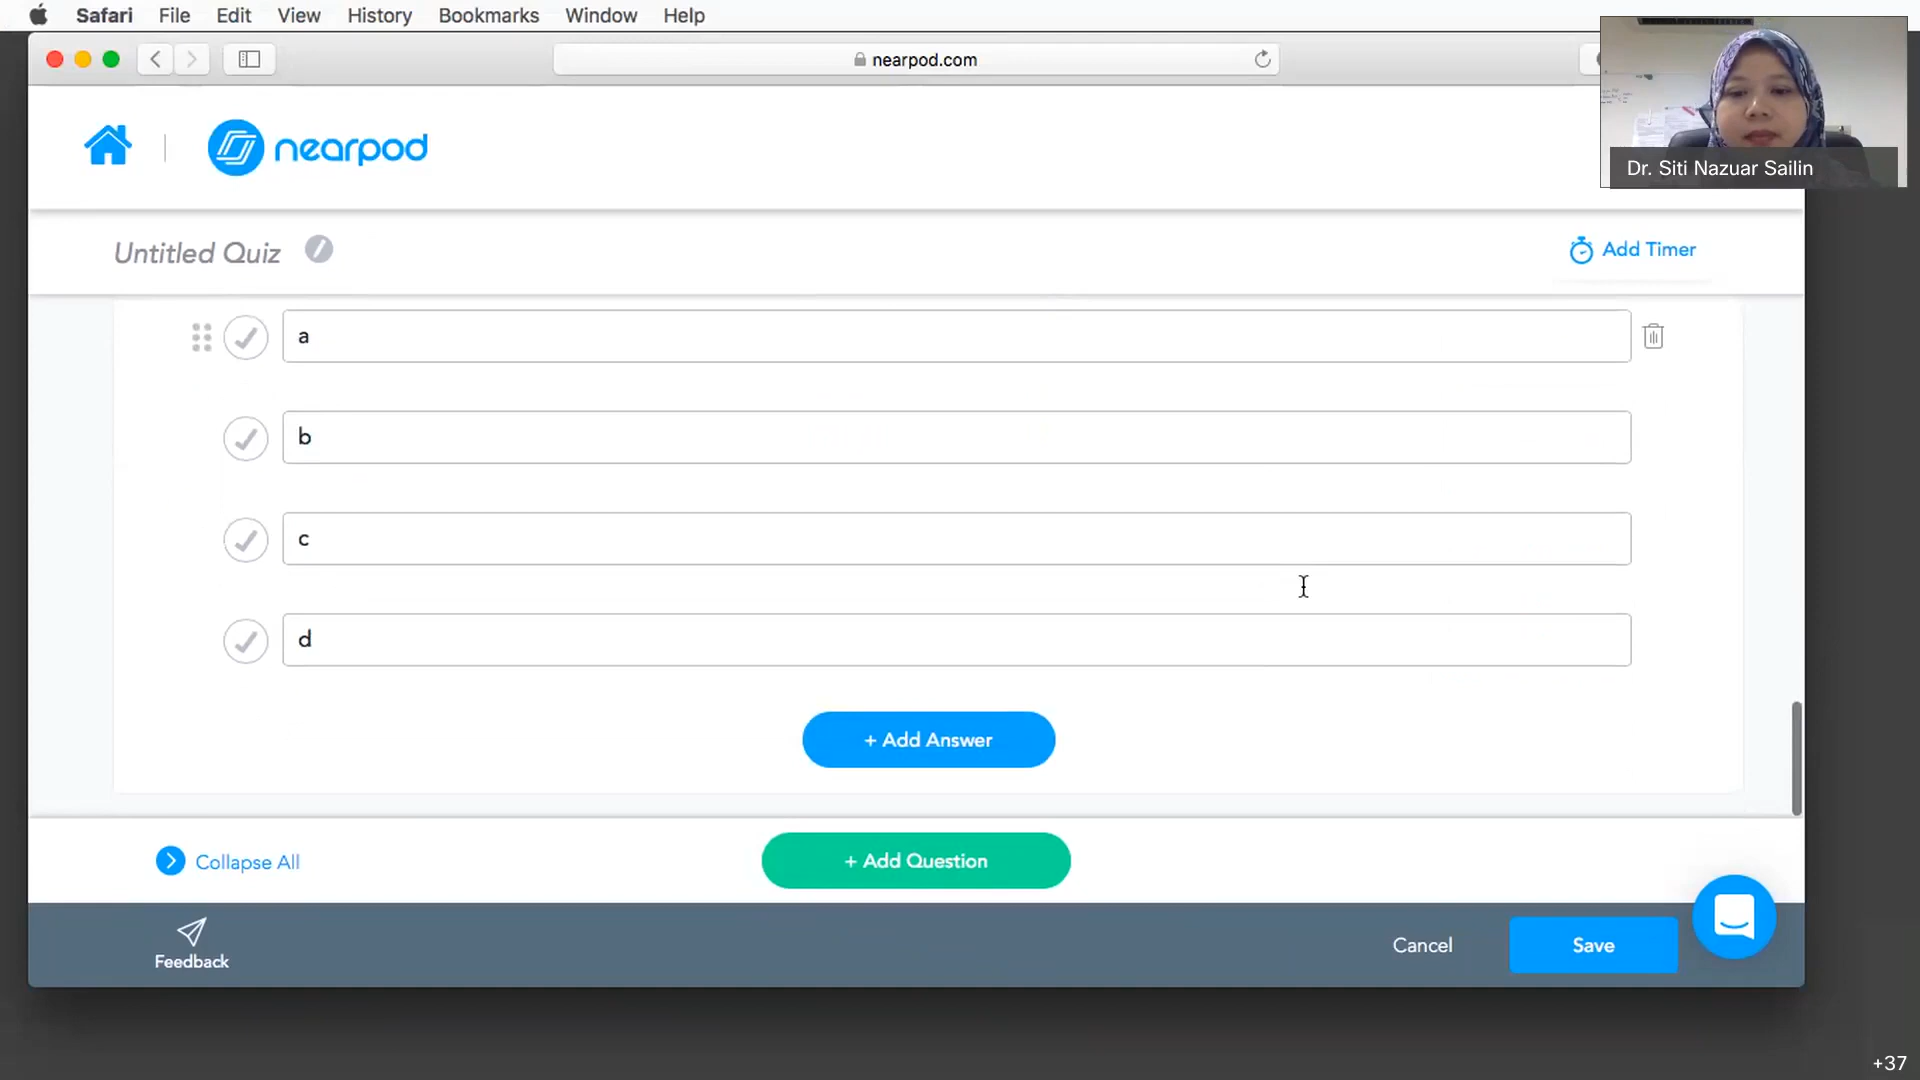 Safari File Edit View History Bookmarks Window Help
nearpod.com
nearpod
Dr. Siti Nazuar Sailin
Untitled Quiz
Add Timer
a
b
c
d
+ Add Answer
Collapse All
+ Add Question
Feedback
Cancel
Save
+37